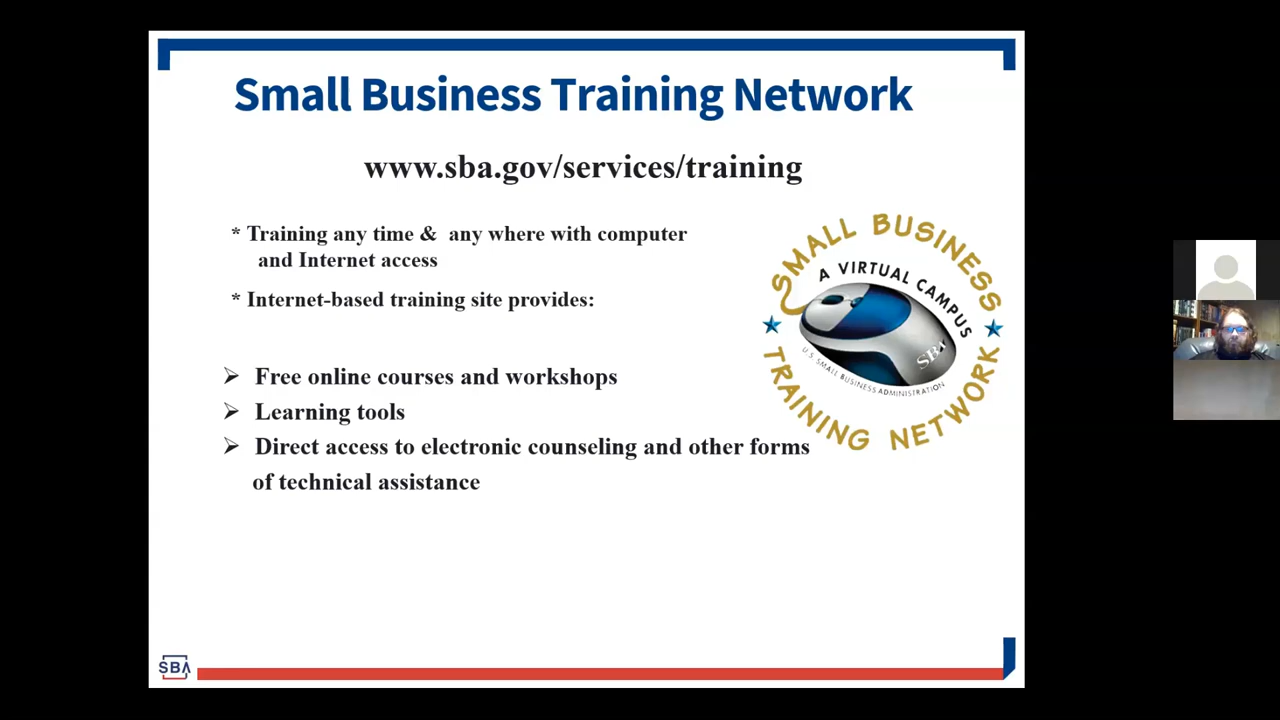 Small Business Training Network
www.sba.gov/services/training
* Training any time & any where with computer
and Internet access
* Internet-based training site provides:
➢ Free online courses and workshops
➢ Learning tools
➢ Direct access to electronic counseling and other forms
of technical assistance
SMALL BUSINESS
A VIRTUAL CAMPUS
SBA
U.S. SMALL BUSINESS ADMINISTRATION
TRAINING NETWORK
SBA